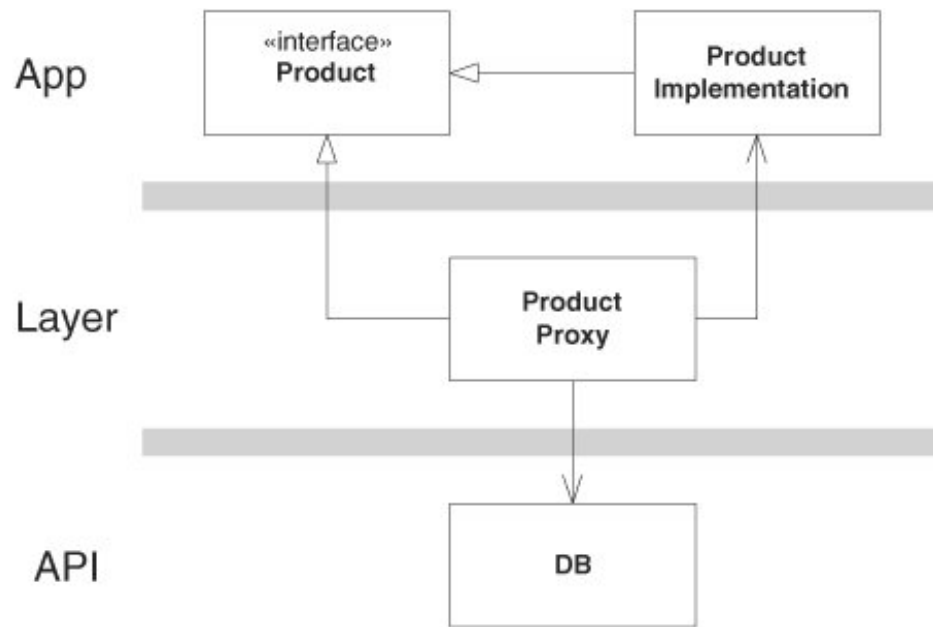 App
«interface»
Product
Product
Implementation
Layer
Product
Proxy
API
DB